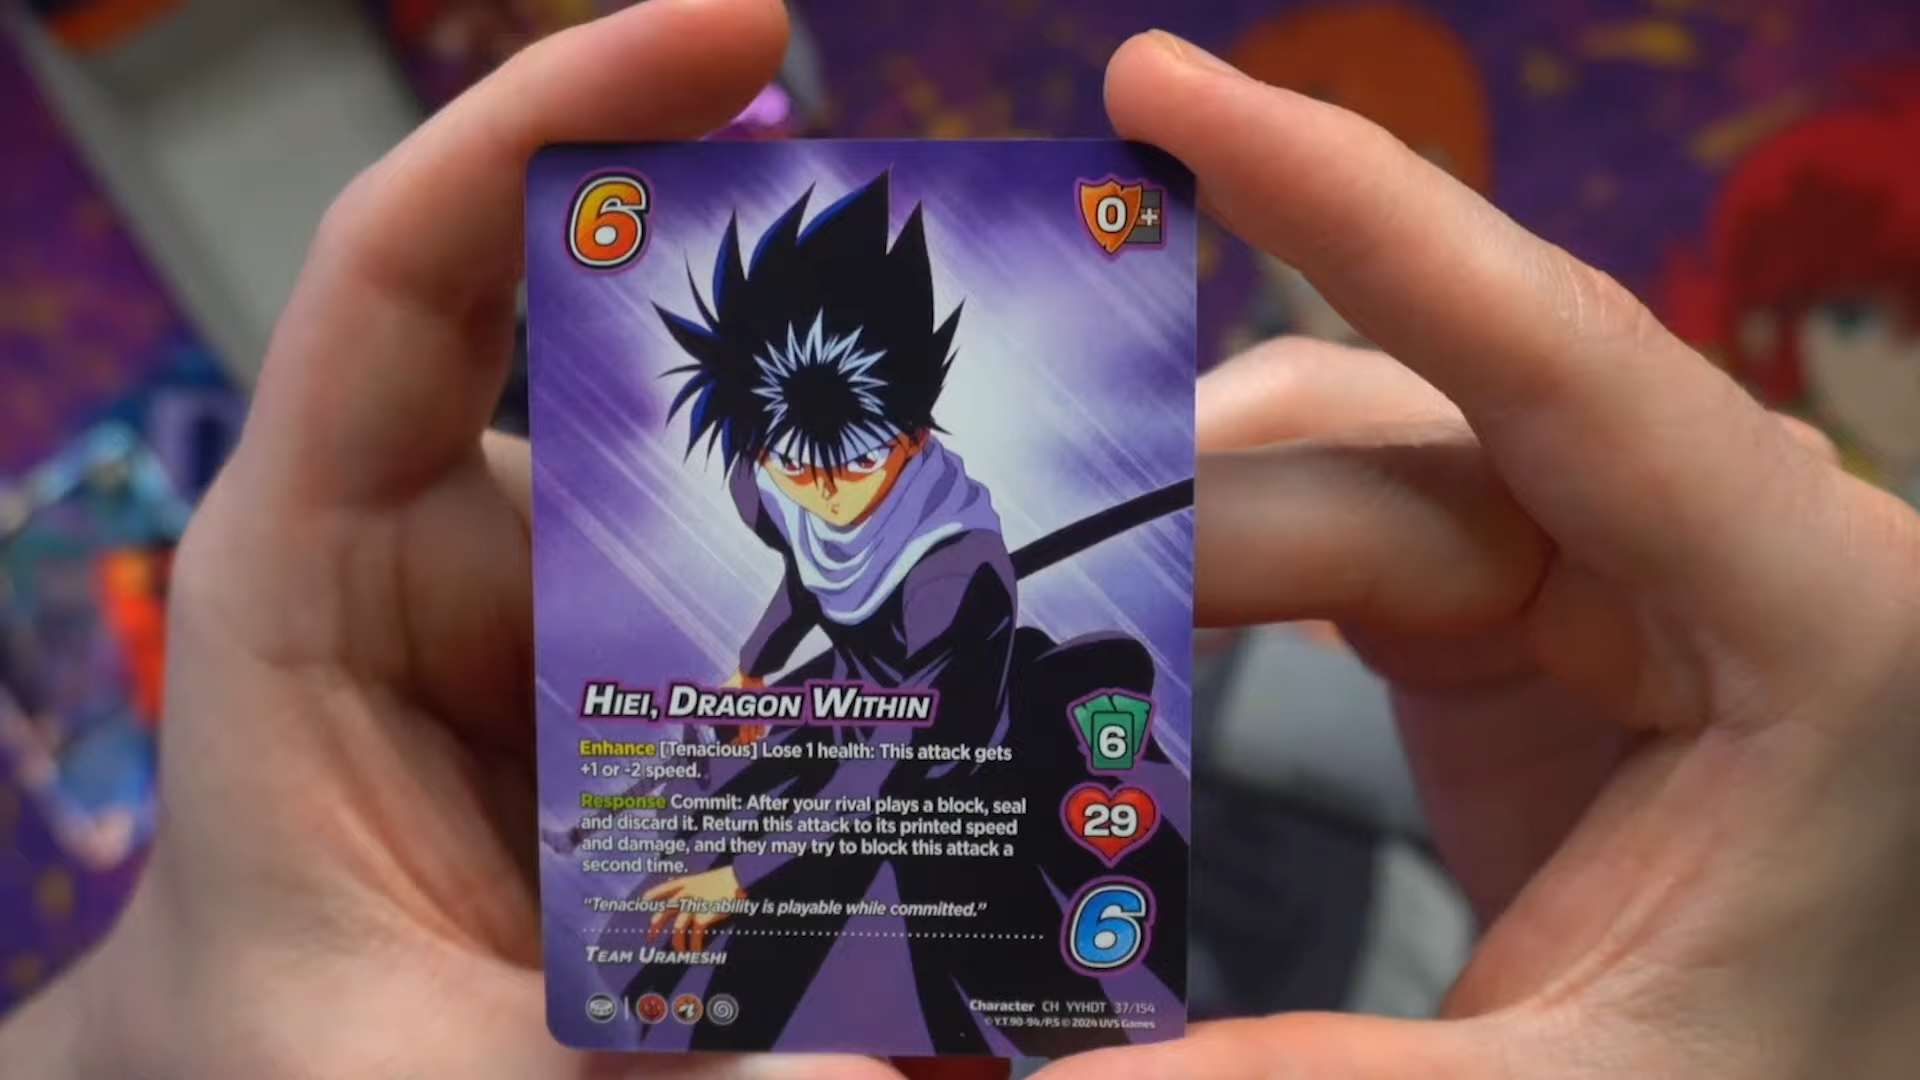 6
0+
HIEI, DRAGON WITHIN
Enhance [Tenacious] Lose 1 health: This attack gets
+1 or -2 speed.
6
Response Commit: After your rival plays a block, seal
and discard it. Return this attack to its printed speed
and damage, and they may try to block this attack a
second time.
29
"Tenacious—This ability is playable while committed."
6
TEAM URAMESHI
Character CH YYHDT 37/154
© Y.T.90-94/P,S © 2024 UVS Games